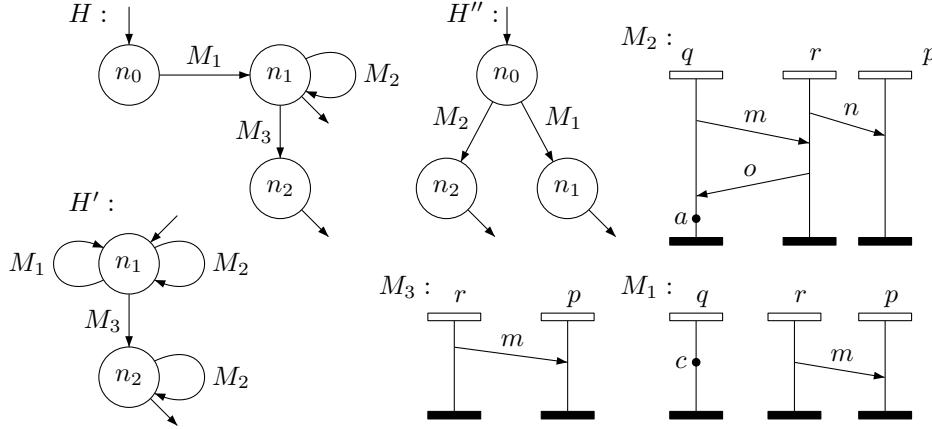 H :
n₀
M₁
n₁
M₂
M₃
n₂
H′′ :
n₀
M₂
M₁
n₂
n₁
M₂ :
q
r
p
m
n
o
a
H′ :
M₁
n₁
M₂
M₃
n₂
M₂
M₃ :
r
p
m
M₁ :
q
r
p
c
m